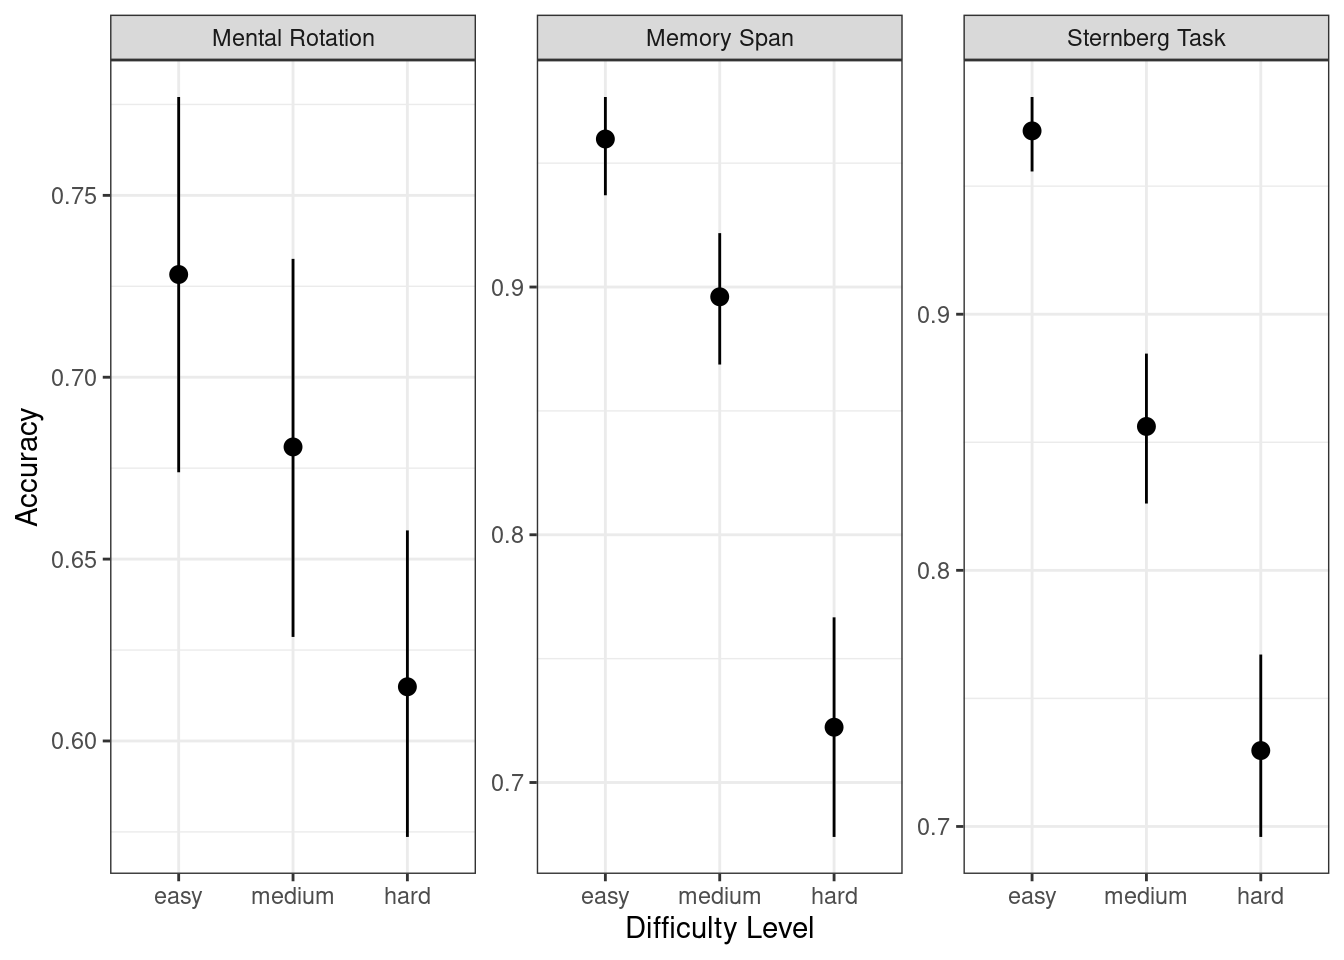 Mental Rotation
Memory Span
Sternberg Task
Accuracy
0.75
0.70
0.65
0.60
0.9
0.8
0.7
0.9
0.8
0.7
easy medium hard
easy medium hard
easy medium hard
Difficulty Level